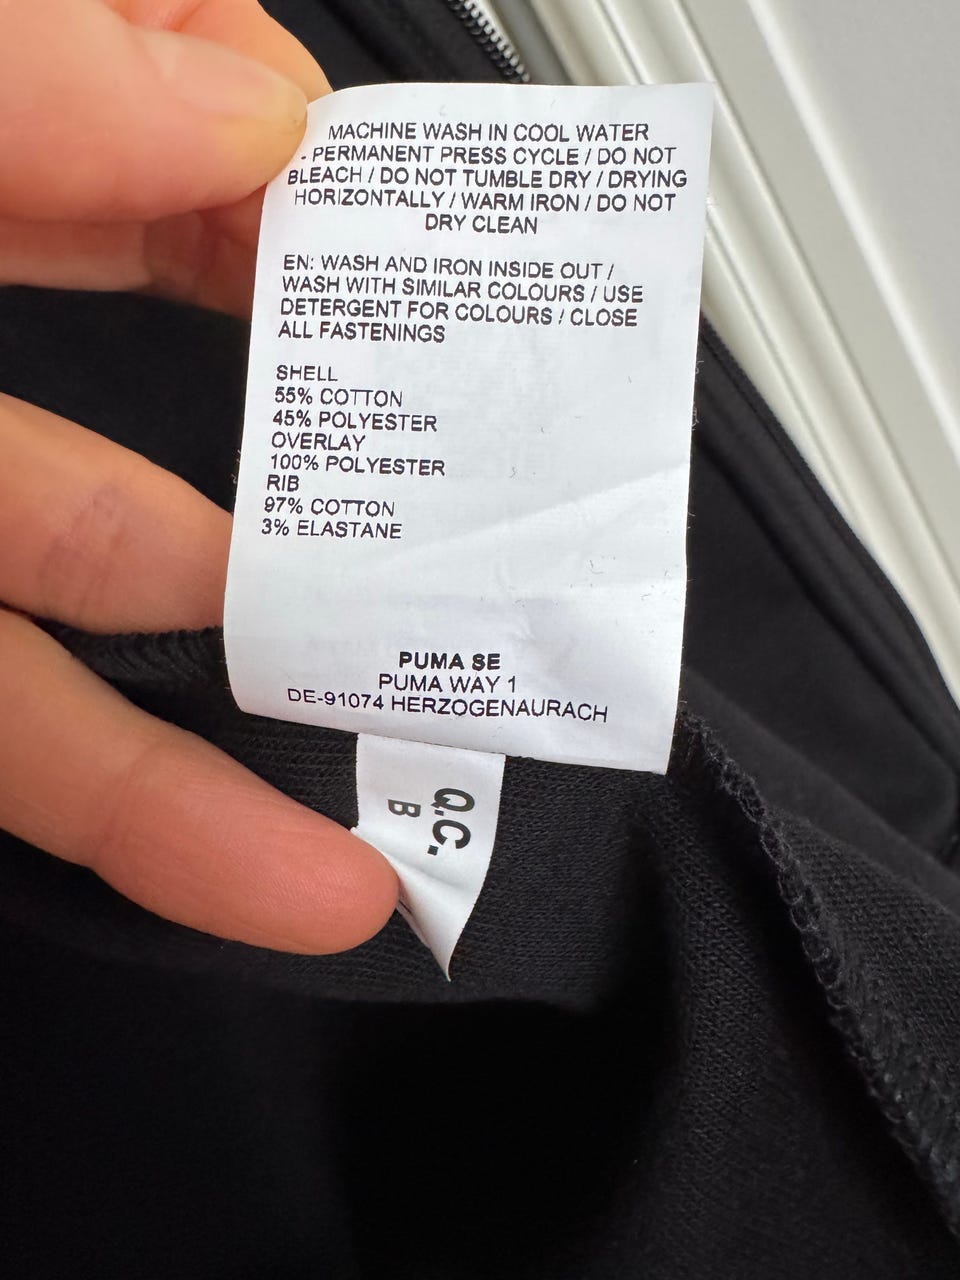 MACHINE WASH IN COOL WATER
- PERMANENT PRESS CYCLE / DO NOT
BLEACH / DO NOT TUMBLE DRY / DRYING
HORIZONTALLY / WARM IRON / DO NOT
DRY CLEAN
EN: WASH AND IRON INSIDE OUT /
WASH WITH SIMILAR COLOURS / USE
DETERGENT FOR COLOURS / CLOSE
ALL FASTENINGS
SHELL
55% COTTON
45% POLYESTER
OVERLAY
100% POLYESTER
RIB
97% COTTON
3% ELASTANE
PUMA SE
PUMA WAY 1
DE-91074 HERZOGENAURACH
Q.C.
B